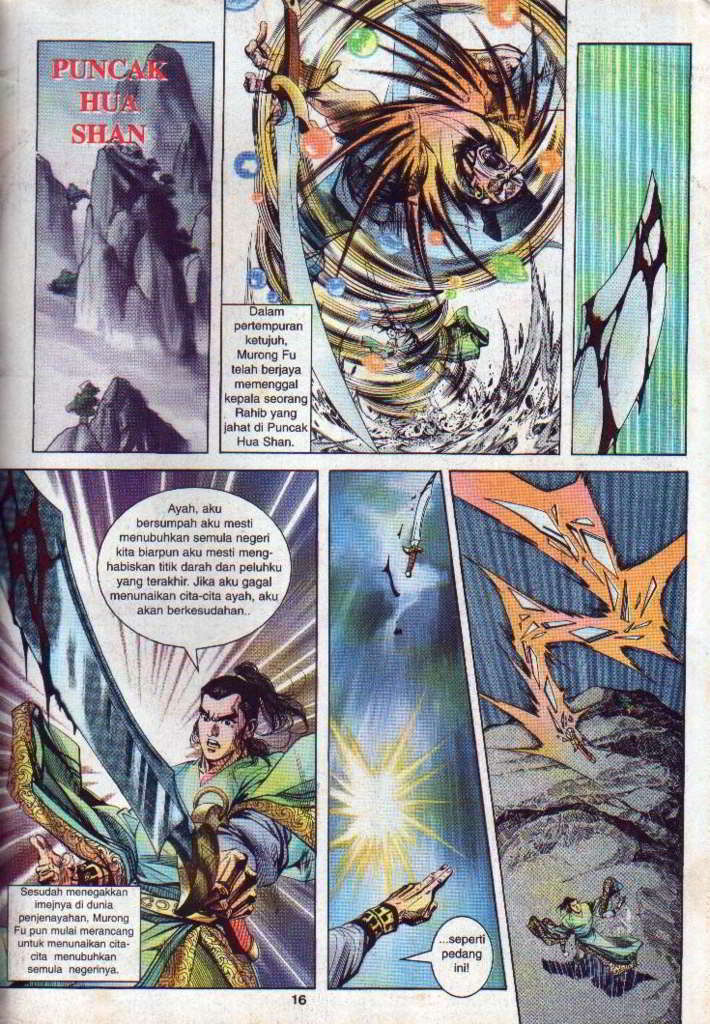 PUNCAK
HUA
SHAN
Dalam
pertempuran
ketujuh,
Murong Fu
telah berjaya
memenggal
kepala seorang
Rahib yang
jahat di Puncak
Hua Shan.
Ayah, aku
bersumpah aku mesti
menubuhkan semula negeri
kita biarpun aku mesti meng-
habiskan titik darah dan peluhku
yang terakhir. Jika aku gagal
menunaikan cita-cita ayah, aku
akan berkesudahan..
Sesudah menegakkan
imejnya di dunia
penjenayahan, Murong
Fu pun mula merancang
untuk menunaikan cita-
cita menubuhkan
semula negerinya.
...seperti
pedang
ini!
16